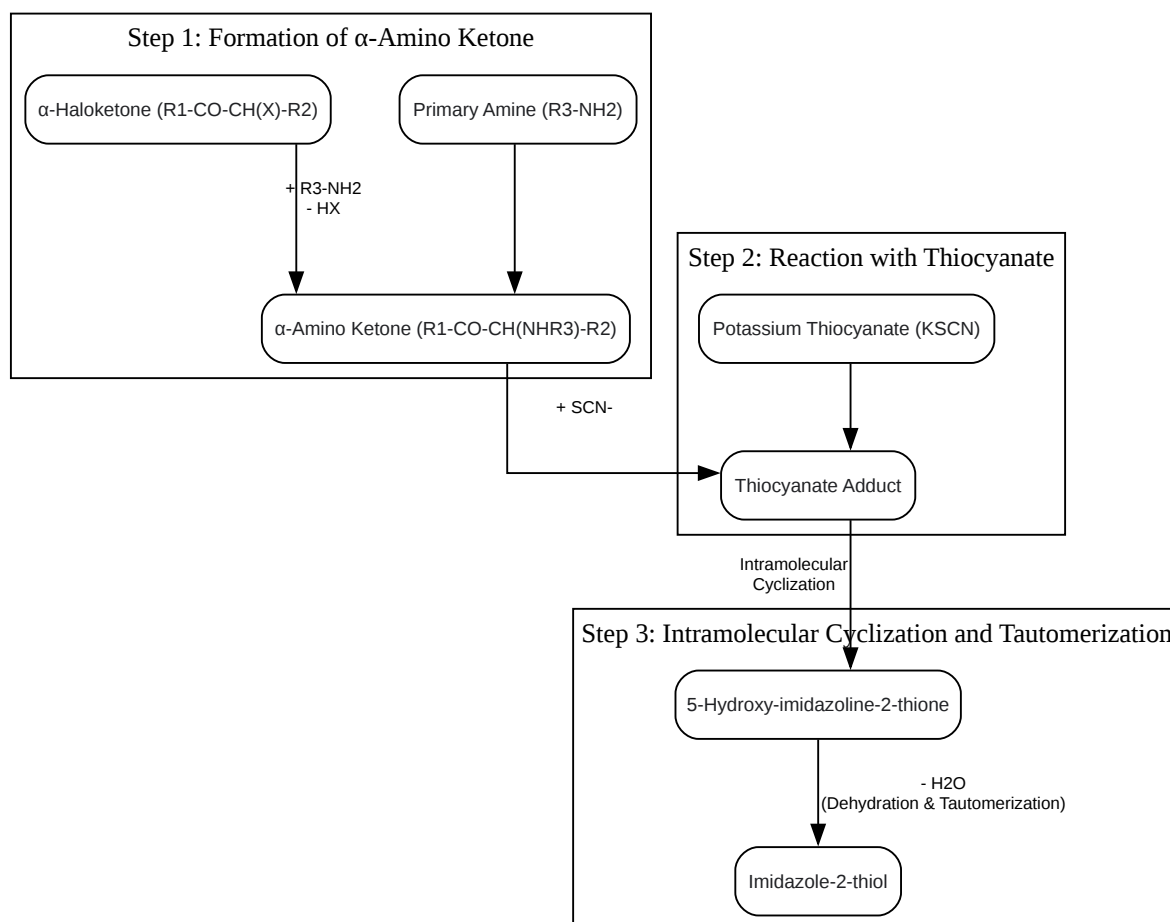 Step 1: Formation of α-Amino Ketone
α-Haloketone (R1-CO-CH(X)-R2)
Primary Amine (R3-NH2)
+ R3-NH2
- HX
α-Amino Ketone (R1-CO-CH(NHR3)-R2)
+ SCN-
Step 2: Reaction with Thiocyanate
Potassium Thiocyanate (KSCN)
Thiocyanate Adduct
Intramolecular
Cyclization
Step 3: Intramolecular Cyclization and Tautomerization
5-Hydroxy-imidazoline-2-thione
- H2O
(Dehydration & Tautomerization)
Imidazole-2-thiol